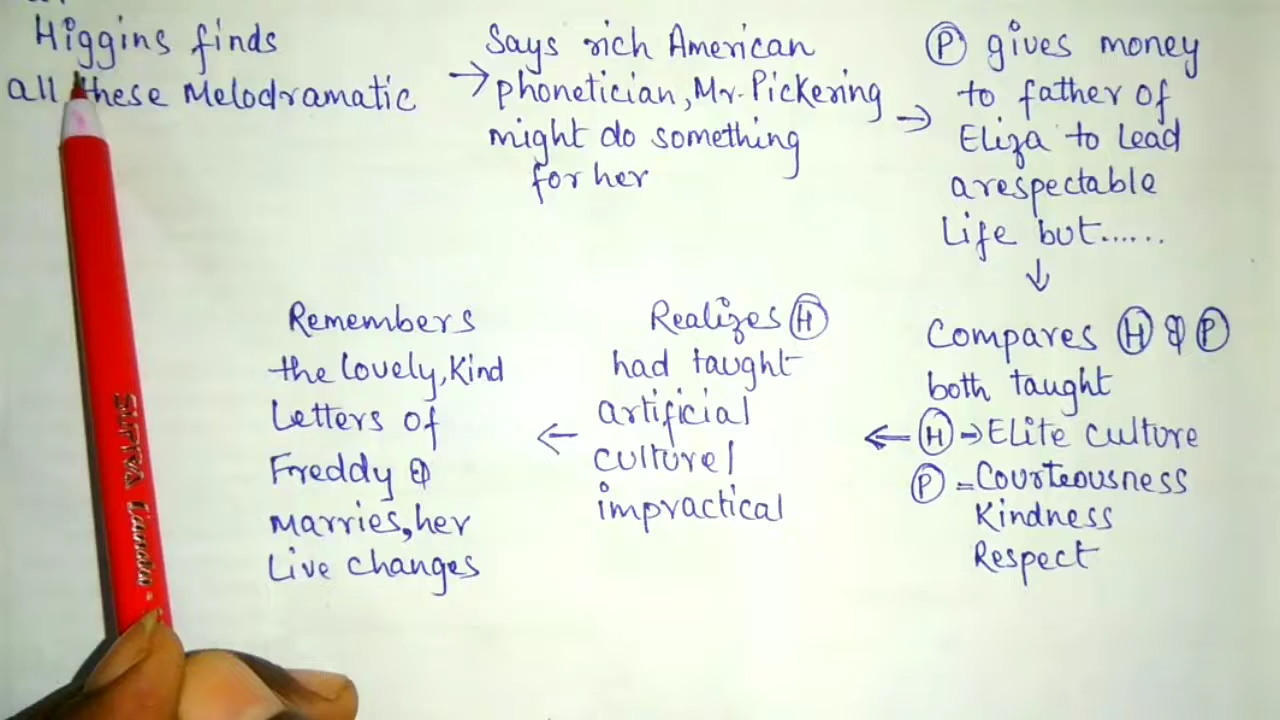 Higgins finds
all these Melodramatic
Says rich American
→ phonetician, Mr. Pickering
might do something
for her
→
Ⓟ gives money
to father of
Eliza to lead
a respectable
Life but......
↓
Compares Ⓗ & Ⓟ
both taught
← Ⓗ → Elite culture
Ⓟ = Courteousness
Kindness
Respect
Realizes Ⓗ
had taught
artificial
culture/
impractical
←
Remembers
the lovely, Kind
Letters of
Freddy &
marries, her
Live changes
SUPIRA